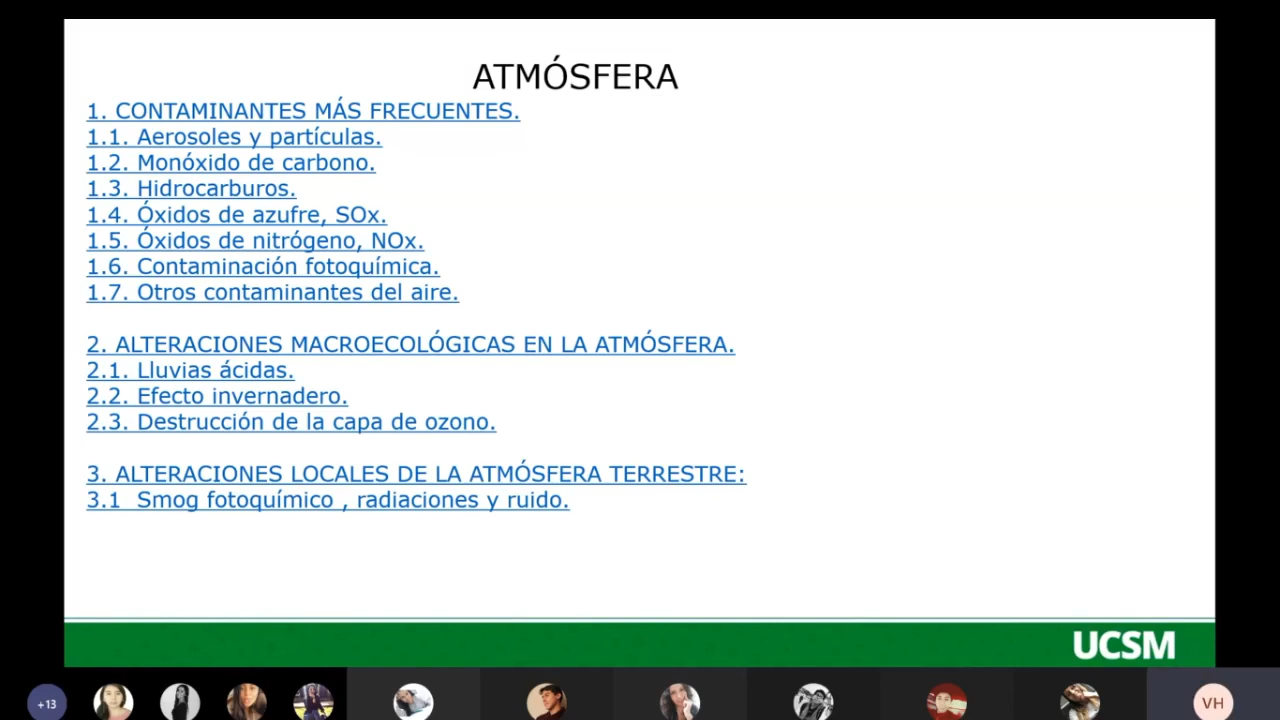 ATMÓSFERA
1. CONTAMINANTES MÁS FRECUENTES.
1.1. Aerosoles y partículas.
1.2. Monóxido de carbono.
1.3. Hidrocarburos.
1.4. Óxidos de azufre, SOx.
1.5. Óxidos de nitrógeno, NOx.
1.6. Contaminación fotoquímica.
1.7. Otros contaminantes del aire.
2. ALTERACIONES MACROECOLÓGICAS EN LA ATMÓSFERA.
2.1. Lluvias ácidas.
2.2. Efecto invernadero.
2.3. Destrucción de la capa de ozono.
3. ALTERACIONES LOCALES DE LA ATMÓSFERA TERRESTRE:
3.1 Smog fotoquímico , radiaciones y ruido.
UCSM
+13
VH